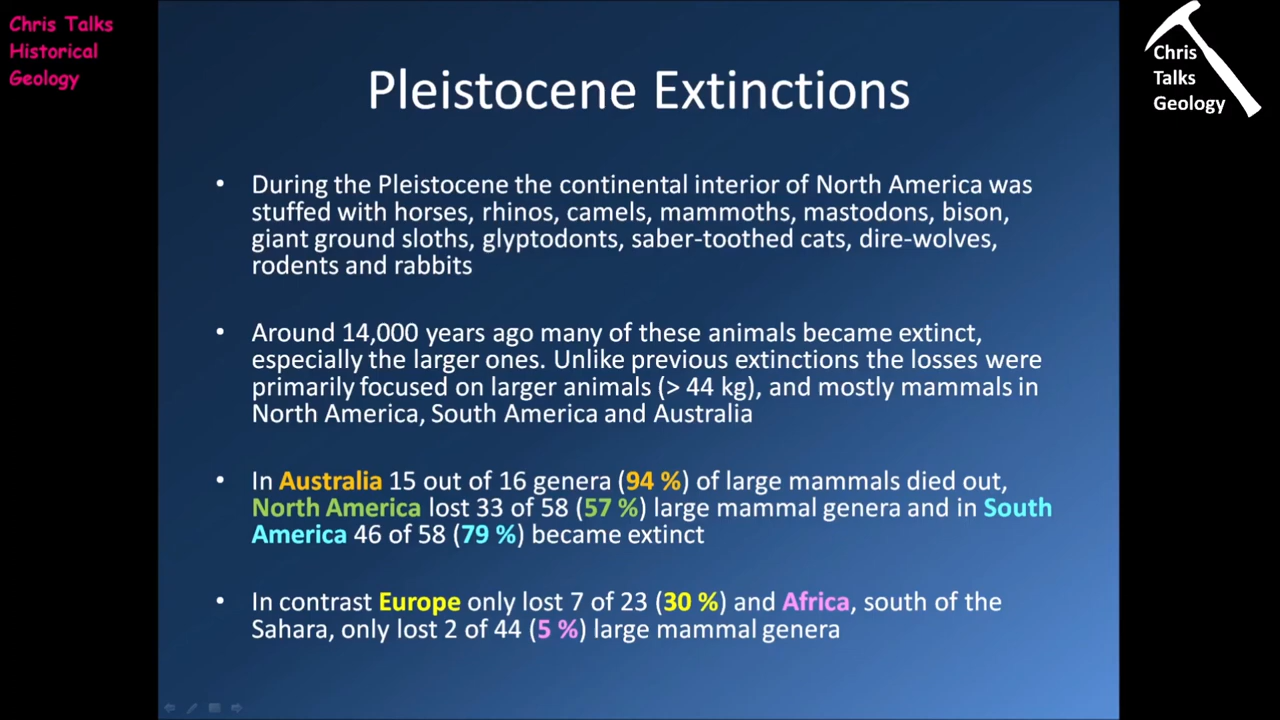 Chris Talks
Historical
Geology
Chris
Talks
Geology
Pleistocene Extinctions
• During the Pleistocene the continental interior of North America was
stuffed with horses, rhinos, camels, mammoths, mastodons, bison,
giant ground sloths, glyptodonts, saber-toothed cats, dire-wolves,
rodents and rabbits
• Around 14,000 years ago many of these animals became extinct,
especially the larger ones. Unlike previous extinctions the losses were
primarily focused on larger animals (> 44 kg), and mostly mammals in
North America, South America and Australia
• In Australia 15 out of 16 genera (94 %) of large mammals died out,
North America lost 33 of 58 (57 %) large mammal genera and in South
America 46 of 58 (79 %) became extinct
• In contrast Europe only lost 7 of 23 (30 %) and Africa, south of the
Sahara, only lost 2 of 44 (5 %) large mammal genera